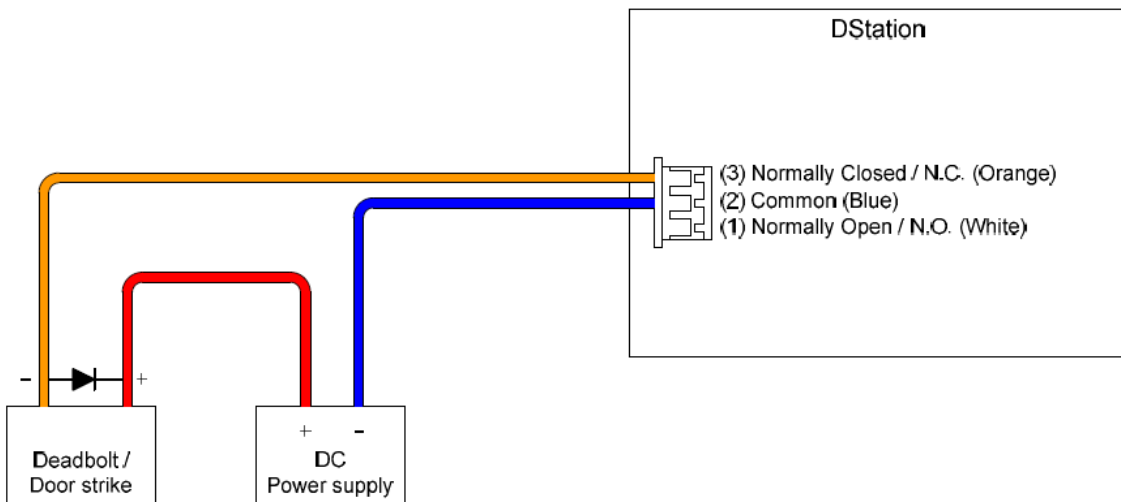 DStation
(3) Normally Closed / N.C. (Orange)
(2) Common (Blue)
(1) Normally Open / N.O. (White)
- +
+ -
Deadbolt /
Door strike
DC
Power supply